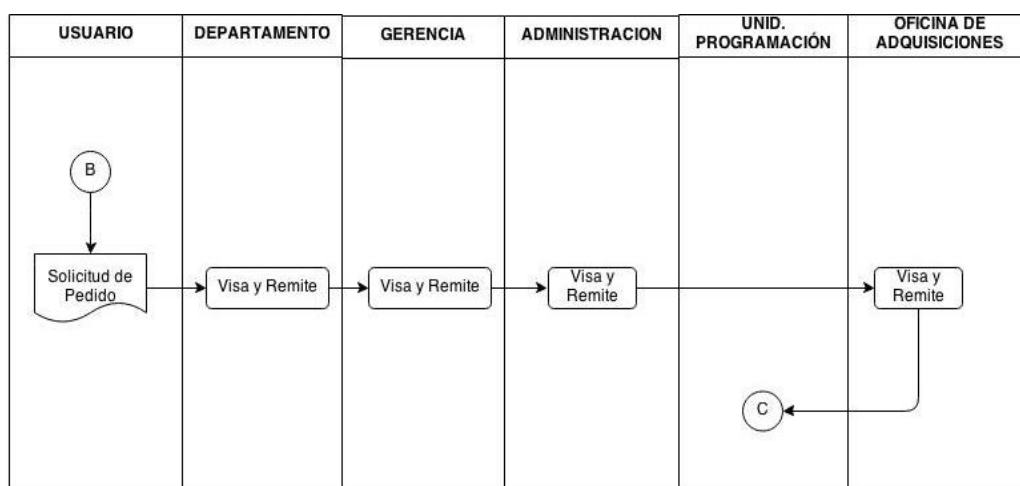 USUARIO
DEPARTAMENTO
GERENCIA
ADMINISTRACION
UNID.
PROGRAMACIÓN
OFICINA DE
ADQUISICIONES
B
Solicitud de
Pedido
Visa y Remite
Visa y Remite
Visa y
Remite
Visa y
Remite
C